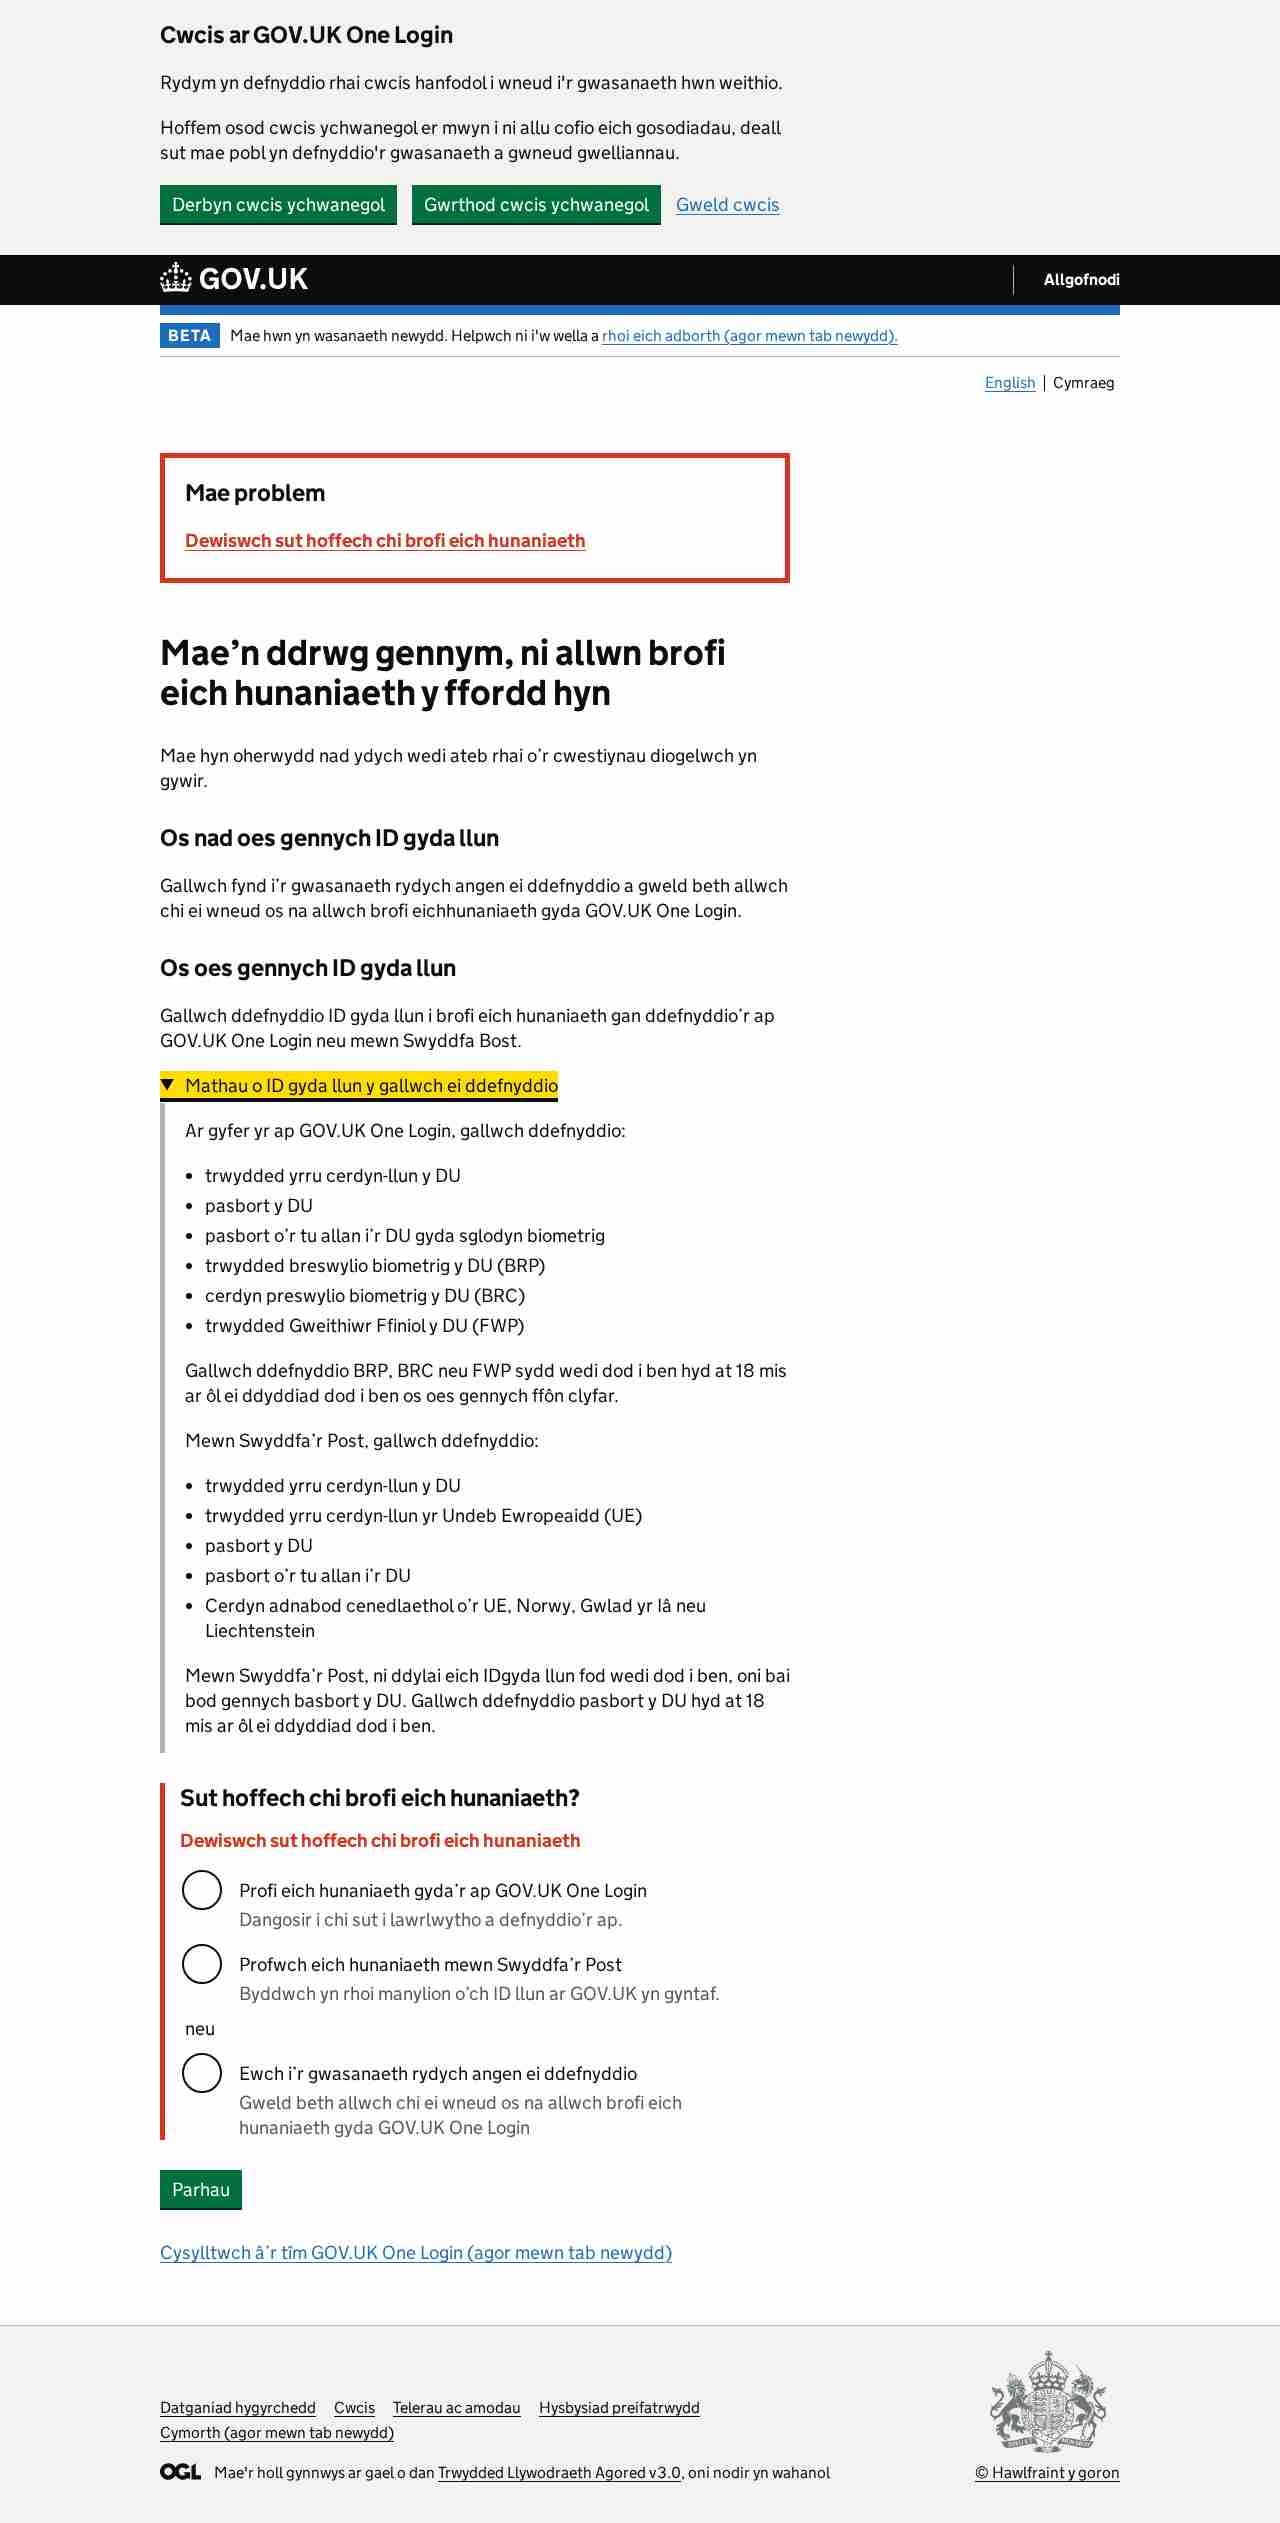 Cwcis ar GOV.UK One Login
Rydym yn defnyddio rhai cwcis hanfodol i wneud i'r gwasanaeth hwn weithio.
Hoffem osod cwcis ychwanegol er mwyn i ni allu cofio eich gosodiadau, deall
sut mae pobl yn defnyddio'r gwasanaeth a gwneud gwelliannau.
Derbyn cwcis ychwanegol Gwrthod cwcis ychwanegol Gweld cwcis
GOV.UK Allgofnodi
BETA Mae hwn yn wasanaeth newydd. Helpwch ni i'w wella a rhoi eich adborth (agor mewn tab newydd).
English Cymraeg
Mae problem
Dewiswch sut hoffech chi brofi eich hunaniaeth
Mae’n ddrwg gennym, ni allwn brofi
eich hunaniaeth y ffordd hyn
Mae hyn oherwydd nad ydych wedi ateb rhai o’r cwestiynau diogelwch yn
gywir.
Os nad oes gennych ID gyda llun
Gallwch fynd i’r gwasanaeth rydych angen ei ddefnyddio a gweld beth allwch
chi ei wneud os na allwch brofi eichhunaniaeth gyda GOV.UK One Login.
Os oes gennych ID gyda llun
Gallwch ddefnyddio ID gyda llun i brofi eich hunaniaeth gan ddefnyddio’r ap
GOV.UK One Login neu mewn Swyddfa Bost.
Mathau o ID gyda llun y gallwch ei ddefnyddio
Ar gyfer yr ap GOV.UK One Login, gallwch ddefnyddio:
• trwydded yrru cerdyn-llun y DU
• pasbort y DU
• pasbort o’r tu allan i’r DU gyda sglodyn biometrig
• trwydded breswylio biometrig y DU (BRP)
• cerdyn preswylio biometrig y DU (BRC)
• trwydded Gweithiwr Ffiniol y DU (FWP)
Gallwch ddefnyddio BRP, BRC neu FWP sydd wedi dod i ben hyd at 18 mis
ar ôl ei ddyddiad dod i ben os oes gennych ffôn clyfar.
Mewn Swyddfa’r Post, gallwch ddefnyddio:
• trwydded yrru cerdyn-llun y DU
• trwydded yrru cerdyn-llun yr Undeb Ewropeaidd (UE)
• pasbort y DU
• pasbort o’r tu allan i’r DU
• Cerdyn adnabod cenedlaethol o’r UE, Norwy, Gwlad yr Iâ neu
Liechtenstein
Mewn Swyddfa’r Post, ni ddylai eich IDgyda llun fod wedi dod i ben, oni bai
bod gennych basbort y DU. Gallwch ddefnyddio pasbort y DU hyd at 18
mis ar ôl ei ddyddiad dod i ben.
Sut hoffech chi brofi eich hunaniaeth?
Dewiswch sut hoffech chi brofi eich hunaniaeth
Profi eich hunaniaeth gyda’r ap GOV.UK One Login
Dangosir i chi sut i lawrlwytho a defnyddio’r ap.
Profwch eich hunaniaeth mewn Swyddfa’r Post
Byddwch yn rhoi manylion o’ch ID llun ar GOV.UK yn gyntaf.
neu
Ewch i’r gwasanaeth rydych angen ei ddefnyddio
Gweld beth allwch chi ei wneud os na allwch brofi eich
hunaniaeth gyda GOV.UK One Login
Parhau
Cysylltwch â’r tîm GOV.UK One Login (agor mewn tab newydd)
Datganiad hygyrchedd Cwcis Telerau ac amodau Hysbysiad preifatrwydd
Cymorth (agor mewn tab newydd)
OGL Mae'r holl gynnwys ar gael o dan Trwydded Llywodraeth Agored v3.0, oni nodir yn wahanol
© Hawlfraint y goron